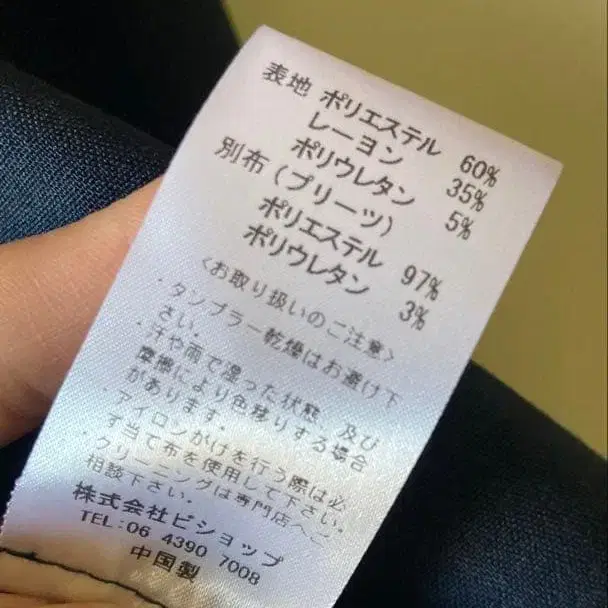 表地 ポリエステル 60%
レーヨン 35%
ポリウレタン 5%
別布(プリーツ)
ポリエステル 97%
ポリウレタン 3%
<お取り扱いのご注意>
・タンブラー乾燥はお避け下
さい。
・汗や雨で湿った状態、及び
摩擦により色移りする場合
があります。
・アイロンがけを行う際は必
ず当て布を使用して下さい。
・クリーニングは専門店へご
相談下さい。
株式会社ビショップ
TEL:06 4390 7008
中国製